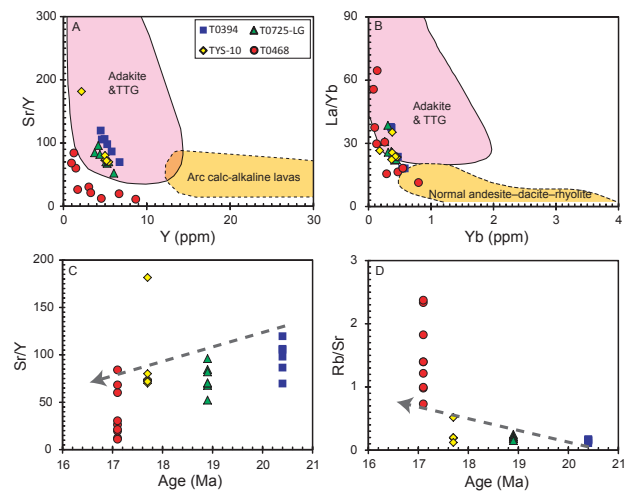 A
T0394
T0725-LG
TYS-10
T0468
Adakite
&TTG
Arc calc-alkaline lavas
300
200
100
0
0
10
20
30
Sr/Y
Y (ppm)
B
Adakite
& TTG
Normal andesite–dacite–rhyolite
90
60
30
0
0
1
2
3
4
La/Yb
Yb (ppm)
C
200
150
100
50
0
16
17
18
19
20
21
Sr/Y
Age (Ma)
D
3
2
1
0
16
17
18
19
20
21
Rb/Sr
Age (Ma)